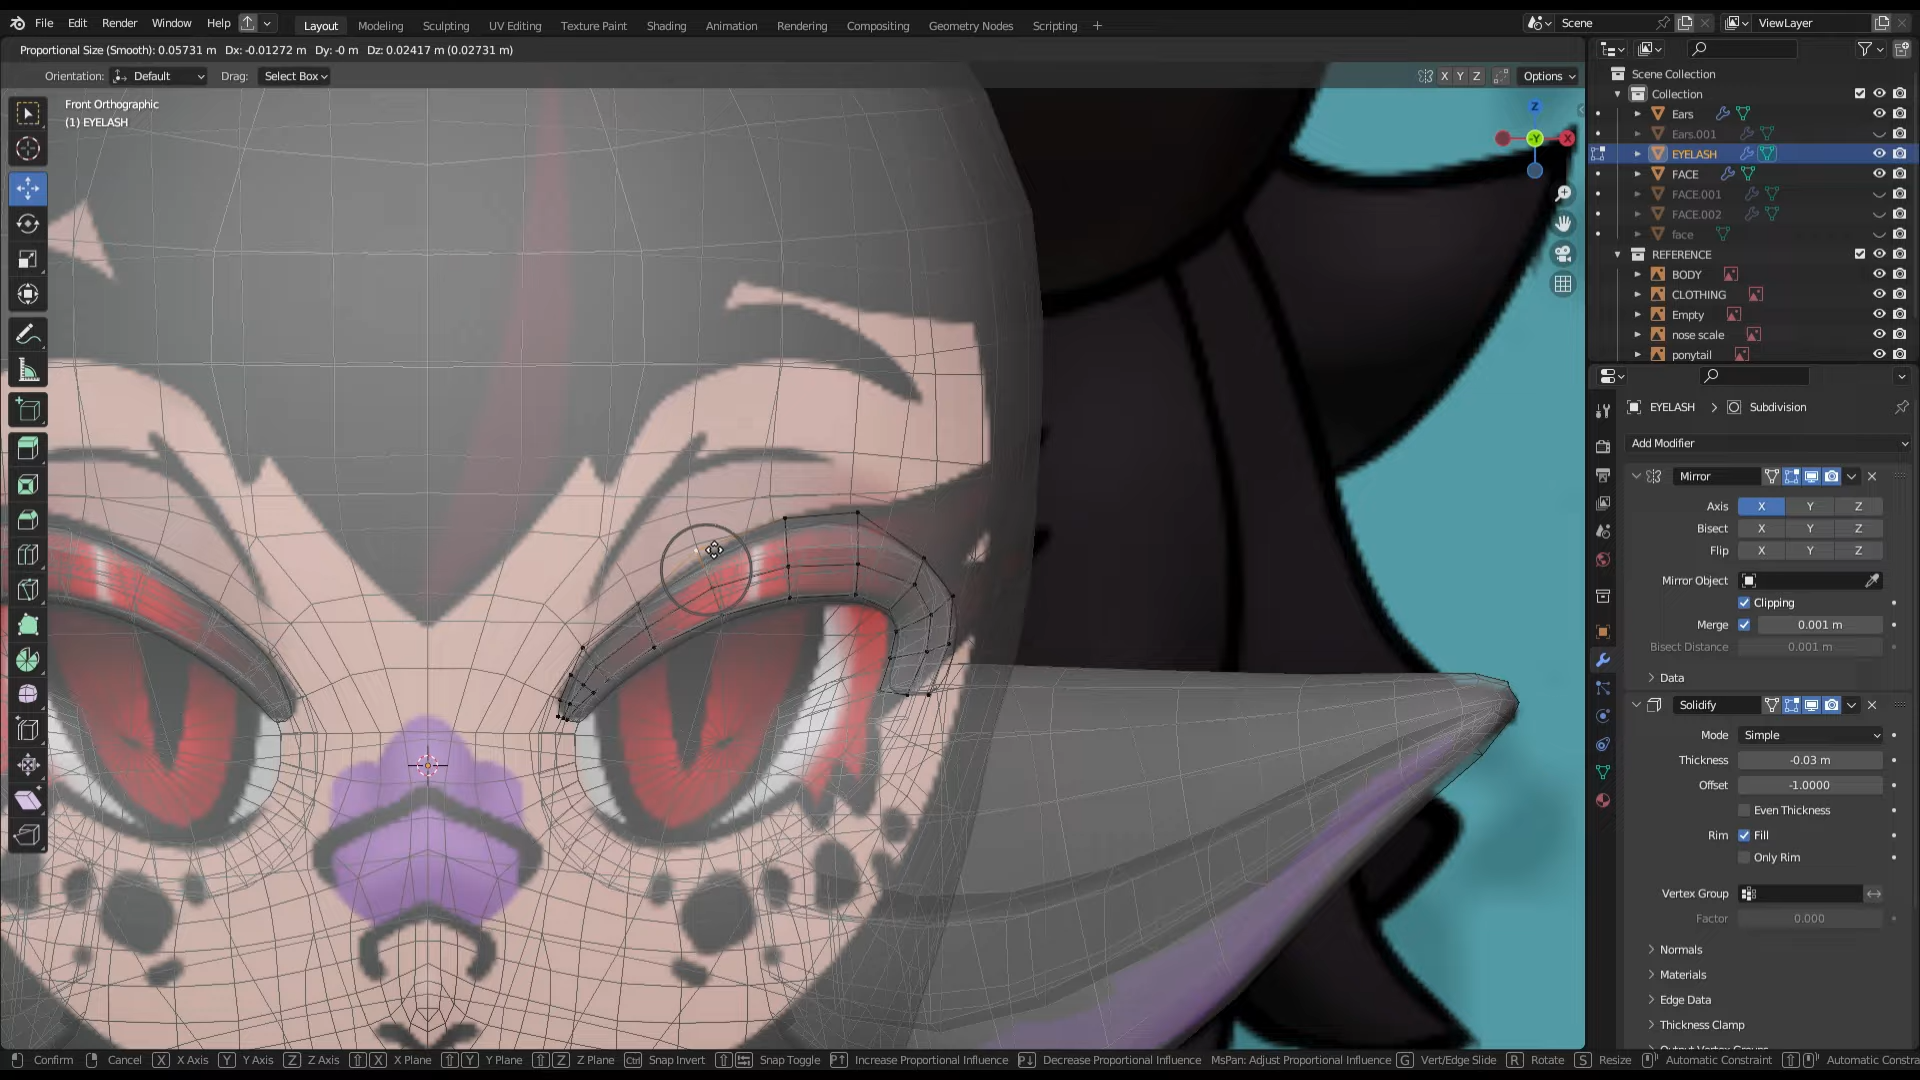 File Edit Render Window Help Layout Modeling Sculpting UV Editing Texture Paint Shading Animation Rendering Compositing Geometry Nodes Scripting + Scene ViewLayer
Proportional Size (Smooth): 0.05731 m Dx: -0.01272 m Dy: -0 m Dz: 0.02417 m (0.02731 m)
Orientation: Default Drag: Select Box X Y Z Options
Front Orthographic
(1) EYELASH
Z
-Y
X
Scene Collection
Collection
Ears
Ears.001
EYELASH
FACE
FACE.001
FACE.002
face
REFERENCE
BODY
CLOTHING
Empty
nose scale
ponytail
EYELASH > Subdivision
Add Modifier
Mirror
Axis X Y Z
Bisect X Y Z
Flip X Y Z
Mirror Object
Clipping
Merge 0.001 m
Bisect Distance 0.001 m
Data
Solidify
Mode Simple
Thickness -0.03 m
Offset -1.0000
Even Thickness
Rim Fill
Only Rim
Vertex Group
Factor 0.000
Normals
Materials
Edge Data
Thickness Clamp
Confirm Cancel X X Axis Y Y Axis Z Z Axis X X Plane Y Y Plane Z Z Plane Ctrl Snap Invert Snap Toggle Increase Proportional Influence Decrease Proportional Influence MsPan: Adjust Proportional Influence G Vert/Edge Slide R Rotate S Resize Automatic Constraint Automatic Constra